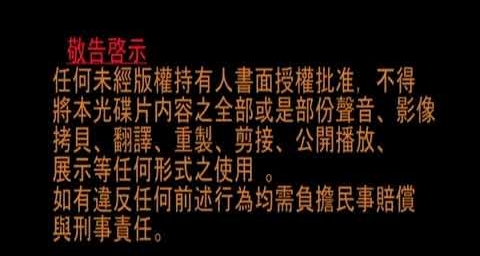 敬告啓示
任何未經版權持有人書面授權批准, 不得
將本光碟片內容之全部或是部份聲音、影像
拷貝、翻譯、重製、剪接、公開播放、
展示等任何形式之使用 。
如有違反任何前述行為均需負擔民事賠償
與刑事責任。